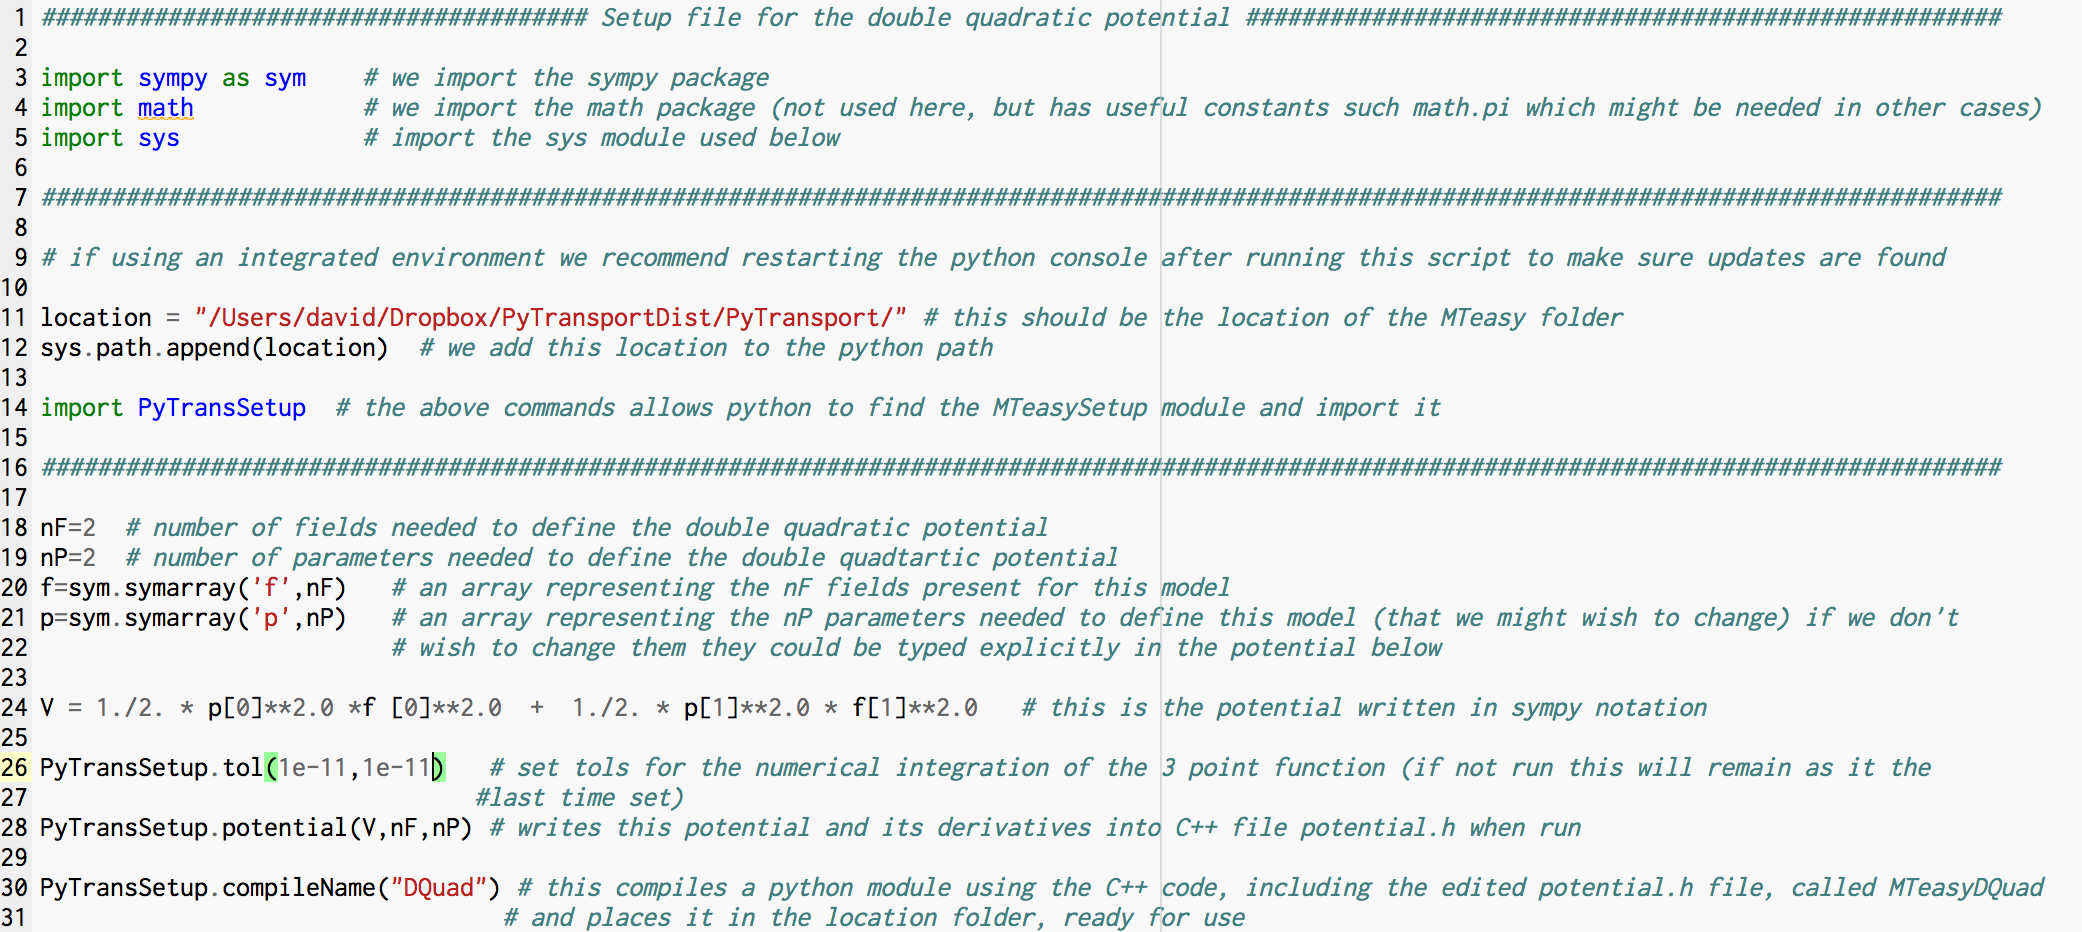 1 ####################################### Setup file for the double quadratic potential ######################################################
2
3 import sympy as sym    # we import the sympy package
4 import math            # we import the math package (not used here, but has useful constants such math.pi which might be needed in other cases)
5 import sys             # import the sys module used below
6
7 ############################################################################################################################################
8
9 # if using an integrated environment we recommend restarting the python console after running this script to make sure updates are found
10
11 location = "/Users/david/Dropbox/PyTransportDist/PyTransport/" # this should be the location of the MTeasy folder
12 sys.path.append(location)  # we add this location to the python path
13
14 import PyTransSetup  # the above commands allows python to find the MTeasySetup module and import it
15
16 ############################################################################################################################################
17
18 nF=2  # number of fields needed to define the double quadratic potential
19 nP=2  # number of parameters needed to define the double quadtartic potential
20 f=sym.symarray('f',nF)   # an array representing the nF fields present for this model
21 p=sym.symarray('p',nP)   # an array representing the nP parameters needed to define this model (that we might wish to change) if we don't
22                          # wish to change them they could be typed explicitly in the potential below
23
24 V = 1./2. * p[0]**2.0 *f [0]**2.0  +  1./2. * p[1]**2.0 * f[1]**2.0   # this is the potential written in sympy notation
25
26 PyTransSetup.tol(1e-11,1e-11)   # set tols for the numerical integration of the 3 point function (if not run this will remain as it the
27                                #last time set)
28 PyTransSetup.potential(V,nF,nP) # writes this potential and its derivatives into C++ file potential.h when run
29
30 PyTransSetup.compileName("DQuad") # this compiles a python module using the C++ code, including the edited potential.h file, called MTeasyDQuad
31                                  # and places it in the location folder, ready for use